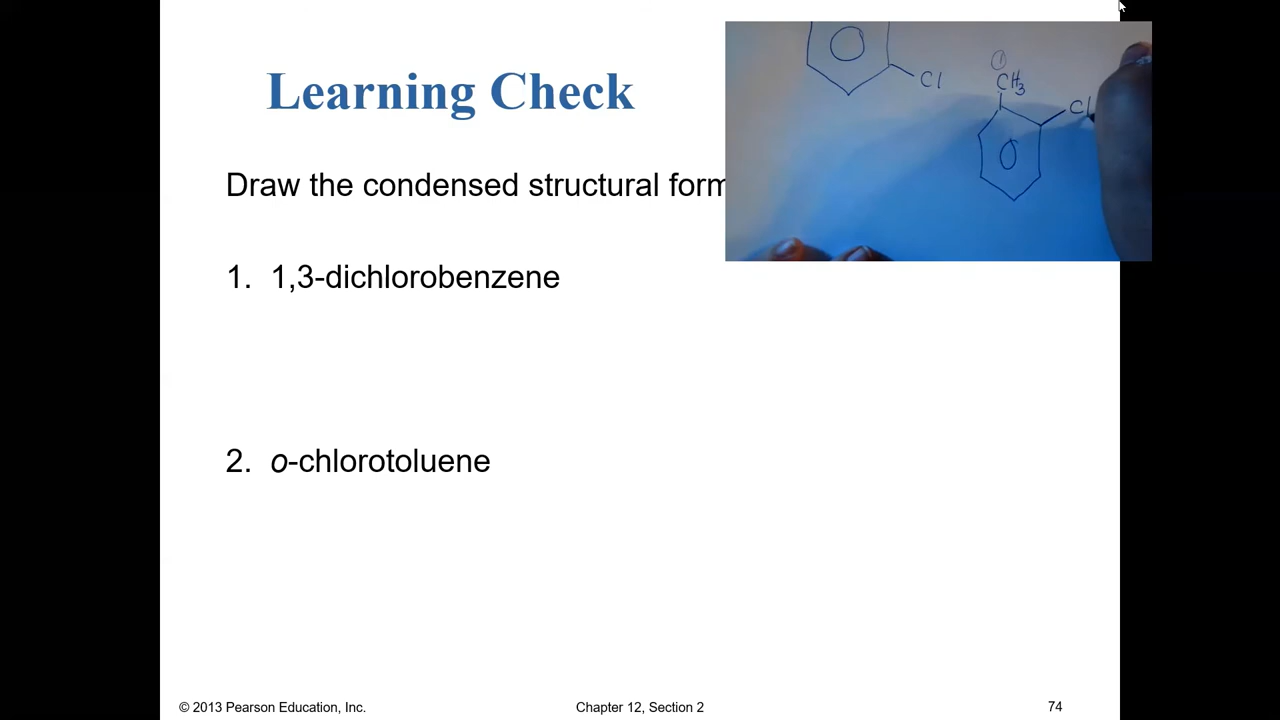 Learning Check
Cl
①
CH3
Cl
Draw the condensed structural form
1. 1,3-dichlorobenzene
2. o-chlorotoluene
© 2013 Pearson Education, Inc.
Chapter 12, Section 2
74